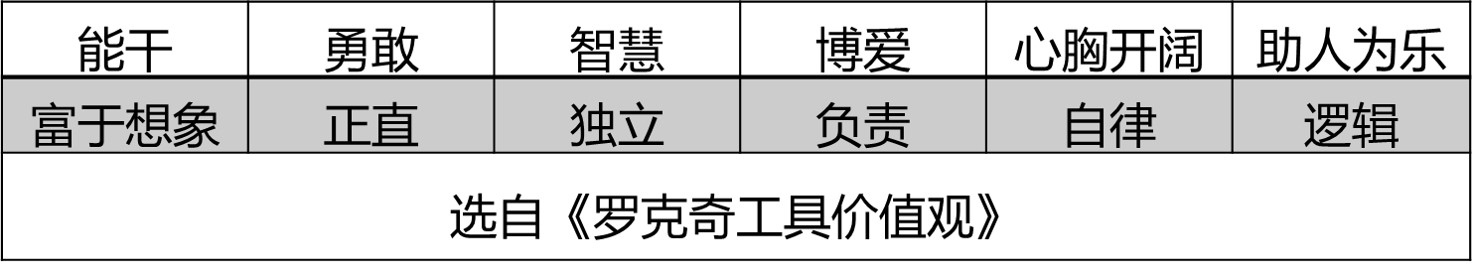 能干 勇敢 智慧 博爱 心胸开阔 助人为乐
富于想象 正直 独立 负责 自律 逻辑
选自《罗克奇工具价值观》